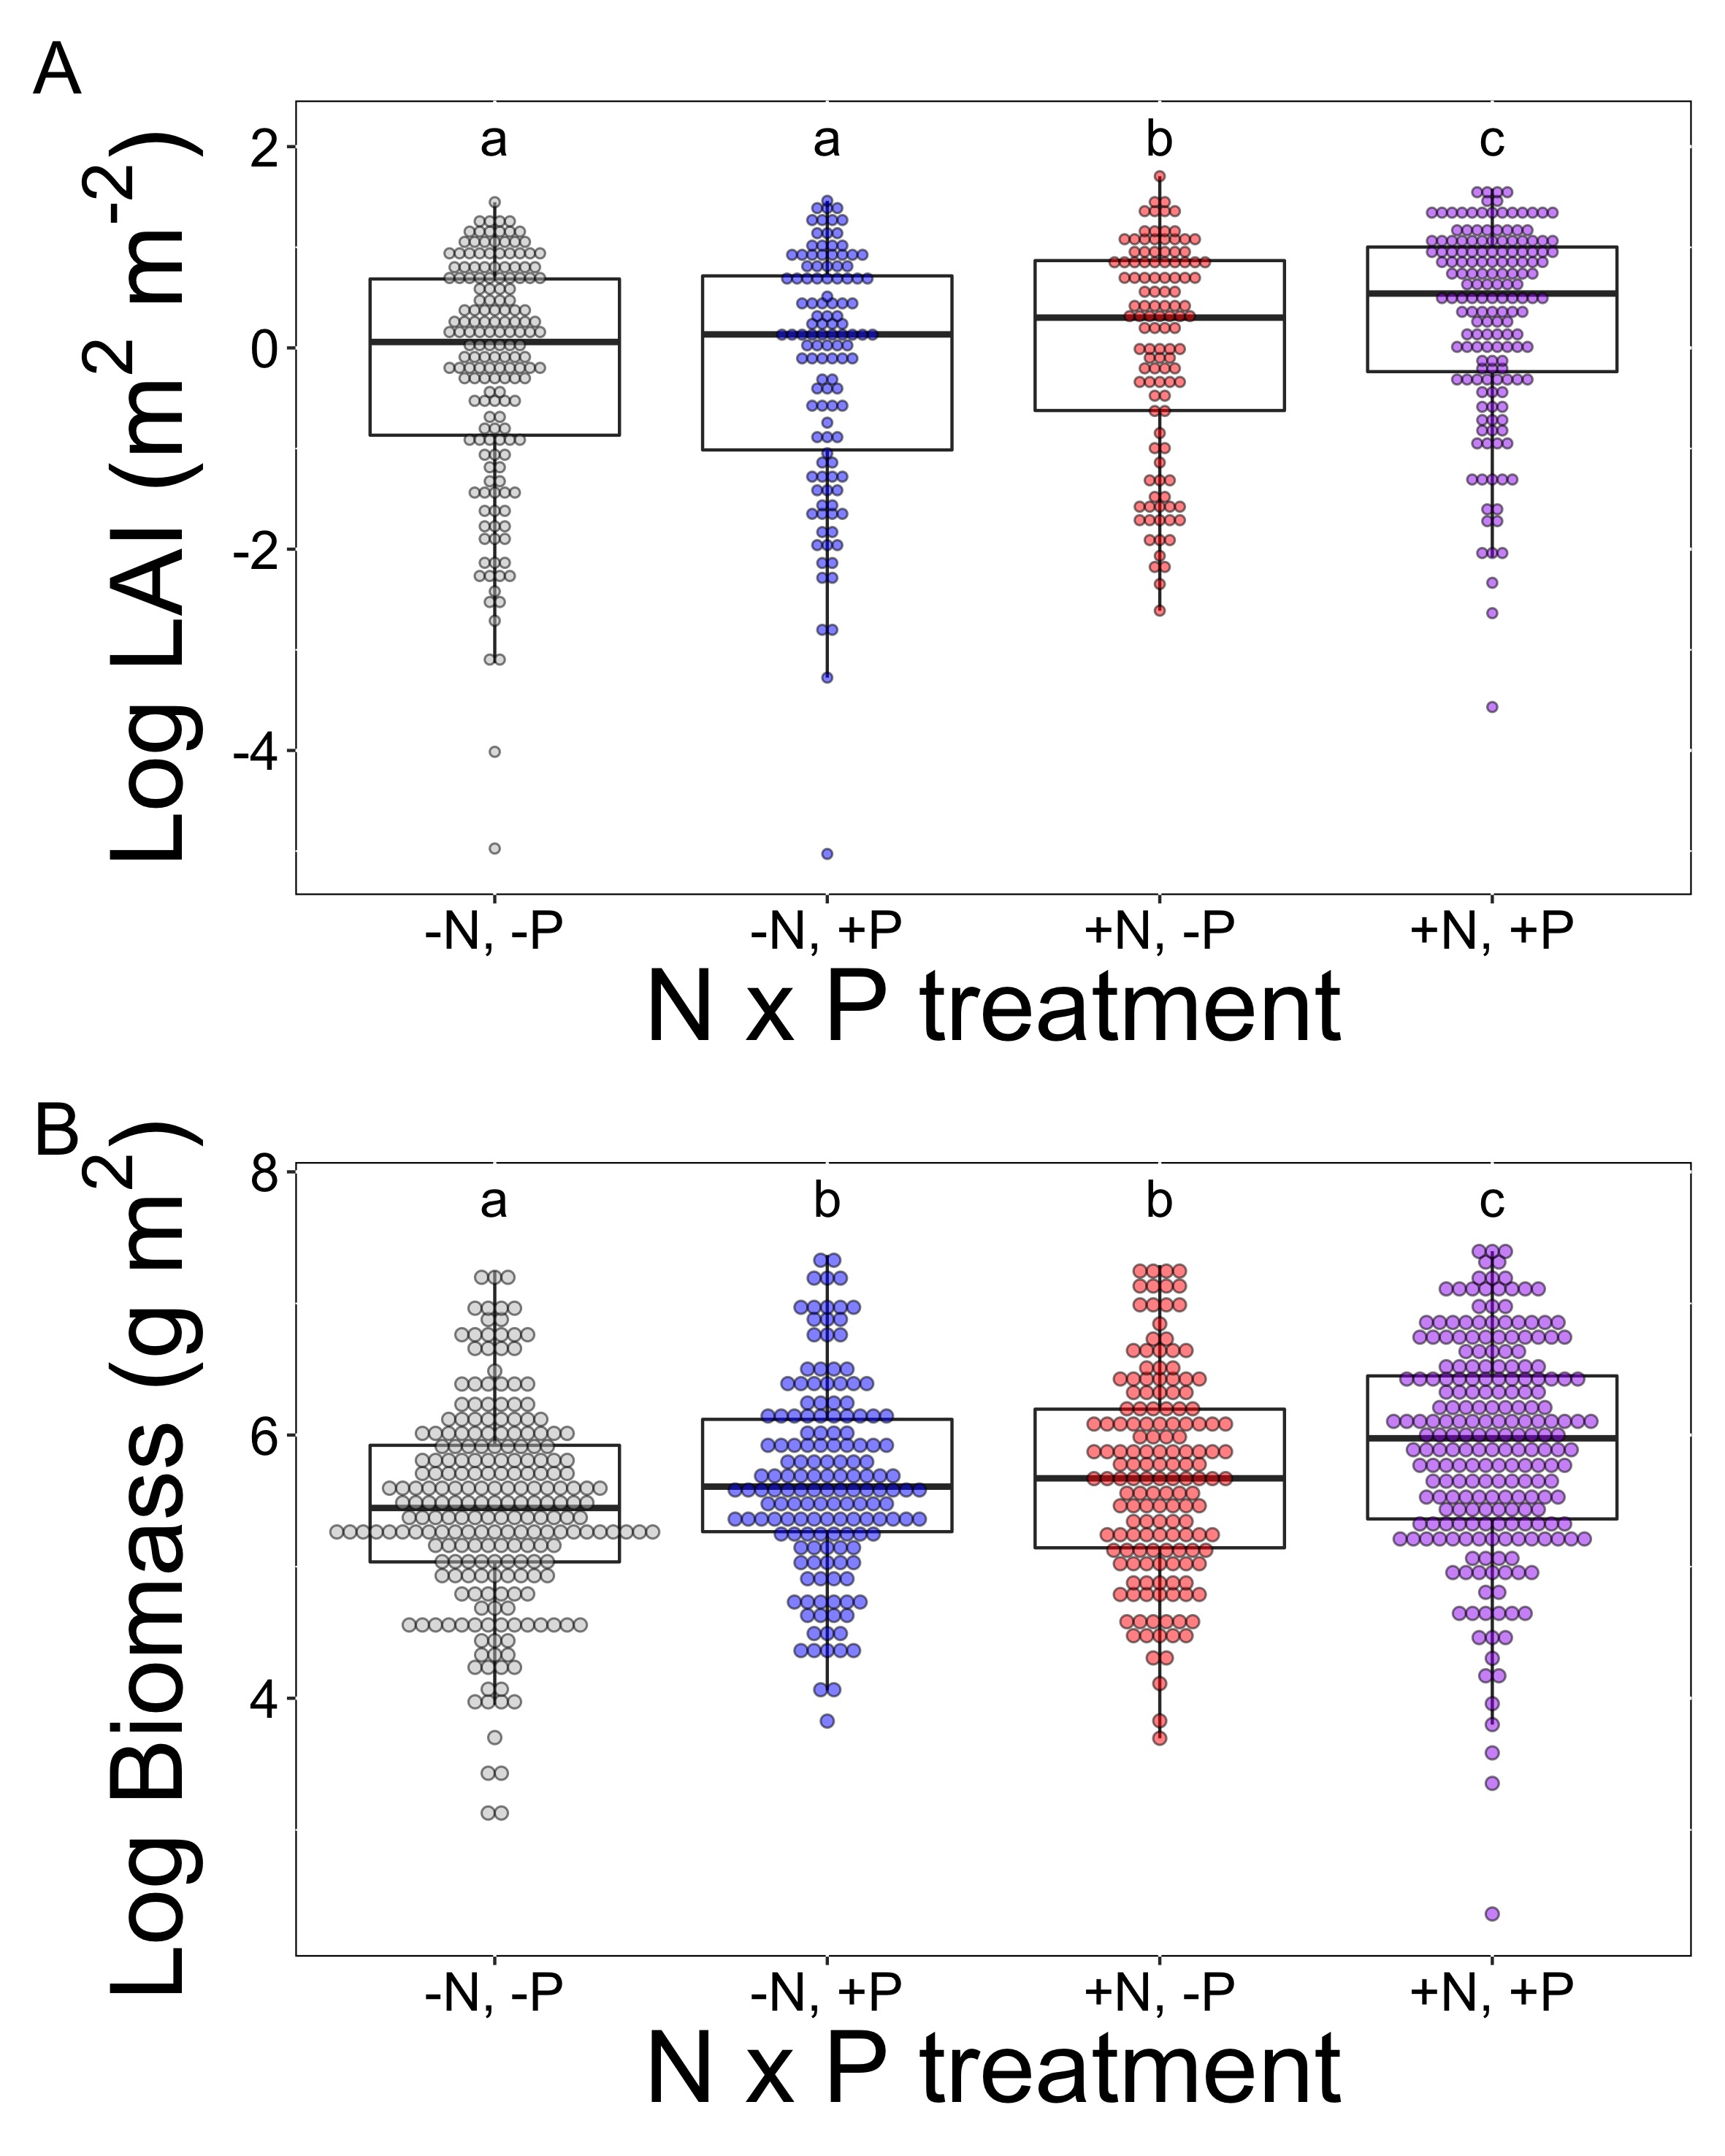 A
Log LAI (m² m⁻²)
2
0
-2
-4
a a b c
-N, -P -N, +P +N, -P +N, +P
N x P treatment
B
Log Biomass (g m²)
8
6
4
a b b c
-N, -P -N, +P +N, -P +N, +P
N x P treatment